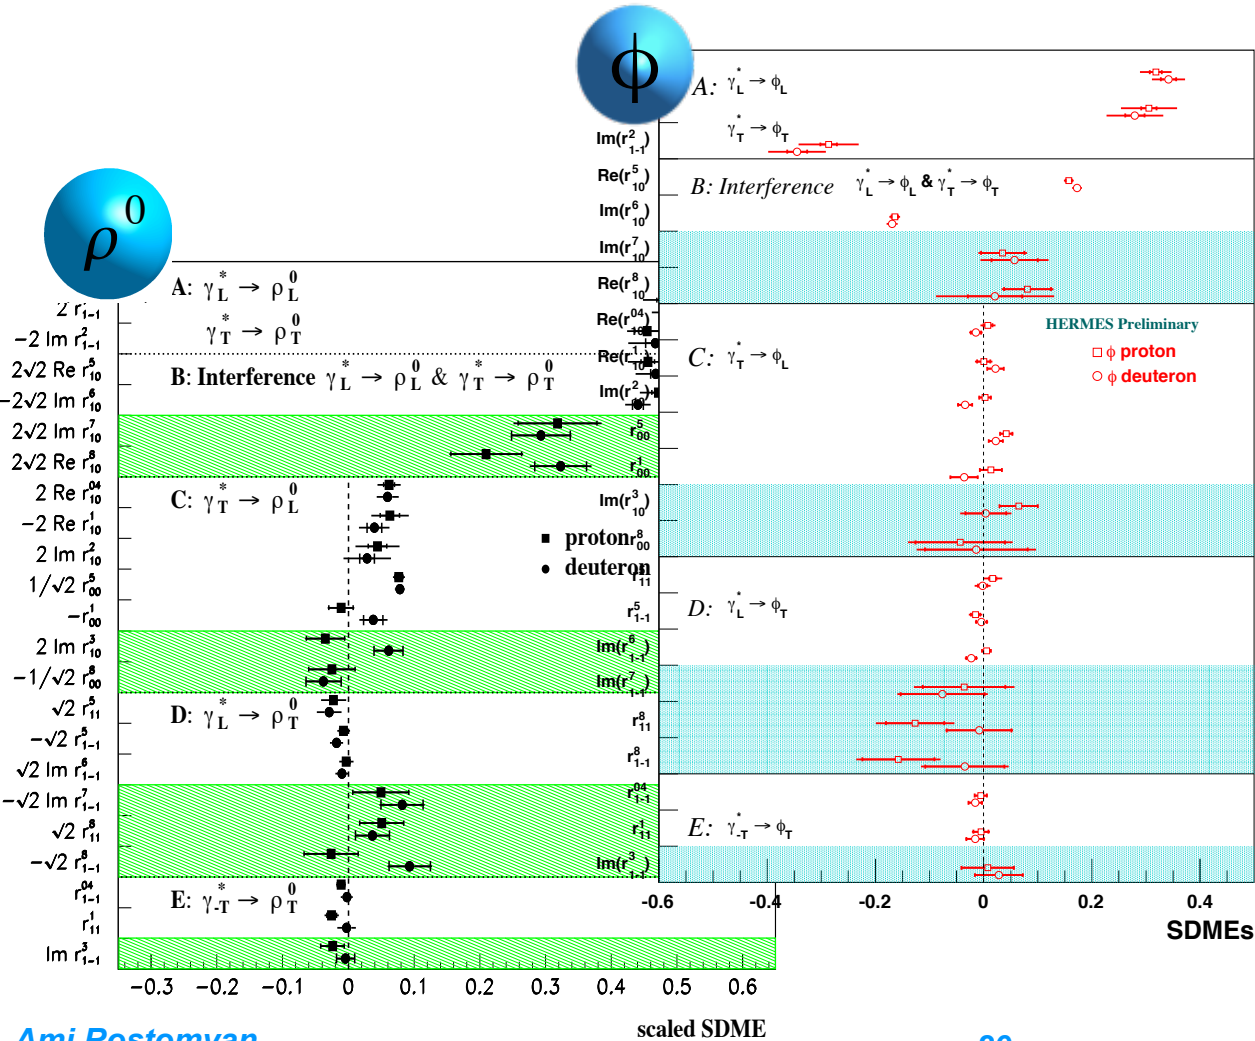 ϕ
A: γ*L → ϕL
γ*T → ϕT
Im(r²1-1)
Re(r⁵10)
B: Interference γ*L → ϕL & γ*T → ϕT
Im(r⁶10)
Im(r⁷10)
Re(r⁸10)
Re(r⁰⁴10)
HERMES Preliminary
Re(r¹10)
C: γ*T → ϕL
ϕ proton
ϕ deuteron
Im(r²10)
r⁵00
r¹00
Im(r³10)
r⁸00
r⁵11
r⁵1-1
D: γ*L → ϕT
Im(r⁶1-1)
Im(r⁷1-1)
r⁸11
r⁸1-1
r⁰⁴1-1
r¹11
E: γ*-T → ϕT
Im(r³1-1)
-0.6 -0.4 -0.2 0 0.2 0.4
SDMEs
ρ⁰
A: γ*L → ρ⁰L
2 r¹1-1
γ*T → ρ⁰T
−2 Im r²1-1
2√2 Re r⁵10
B: Interference γ*L → ρ⁰L & γ*T → ρ⁰T
−2√2 Im r⁶10
2√2 Im r⁷10
2√2 Re r⁸10
2 Re r⁰⁴10
C: γ*T → ρ⁰L
−2 Re r¹10
2 Im r²10
proton
deuteron
1/√2 r⁵00
−r¹00
2 Im r³10
−1/√2 r⁸00
√2 r⁵11
D: γ*L → ρ⁰T
−√2 r⁵1-1
√2 Im r⁶1-1
−√2 Im r⁷1-1
√2 r⁸11
−√2 r⁸1-1
r⁰⁴1-1
E: γ*-T → ρ⁰T
r¹11
Im r³1-1
−0.3 −0.2 −0.1 0 0.1 0.2 0.3 0.4 0.5 0.6
scaled SDME
Ami Rostomyan